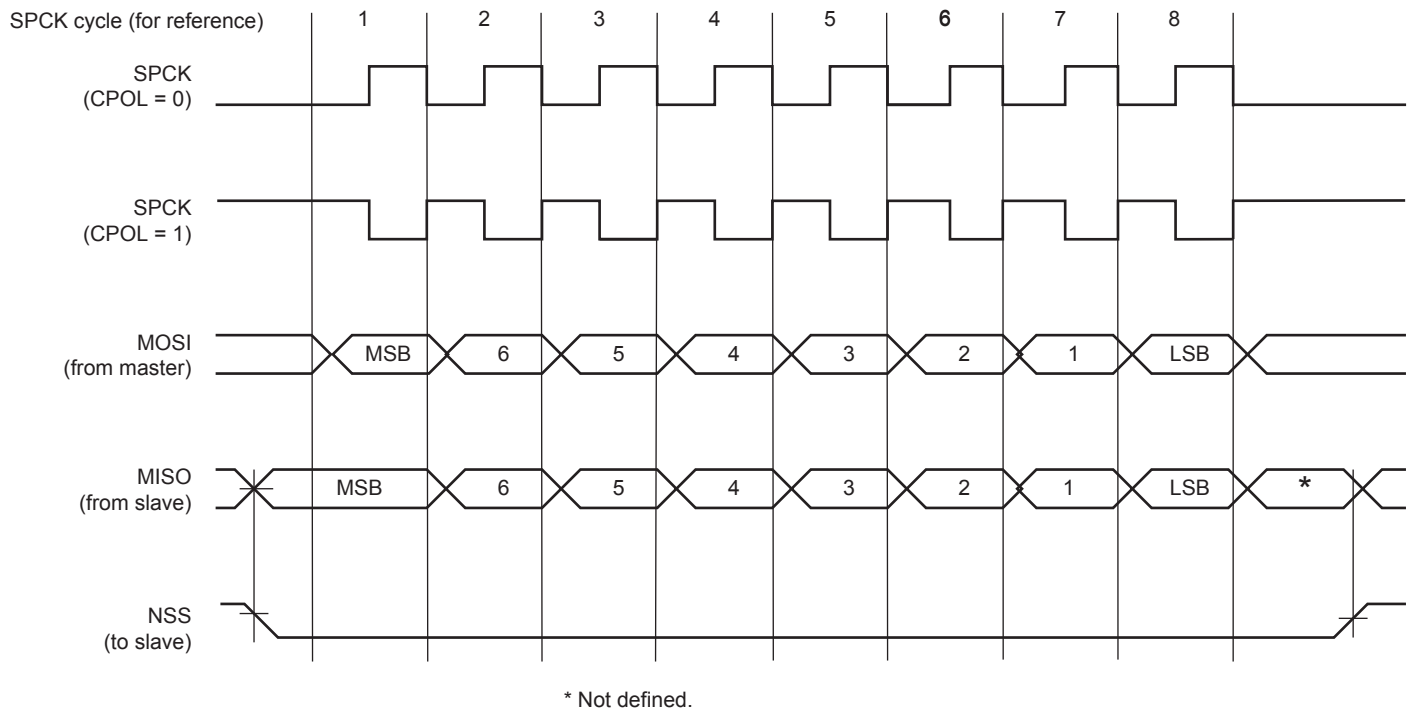 SPCK cycle (for reference) 1 2 3 4 5 6 7 8
SPCK
(CPOL = 0)
SPCK
(CPOL = 1)
MOSI
(from master)
MSB 6 5 4 3 2 1 LSB
MISO
(from slave)
MSB 6 5 4 3 2 1 LSB *
NSS
(to slave)
* Not defined.